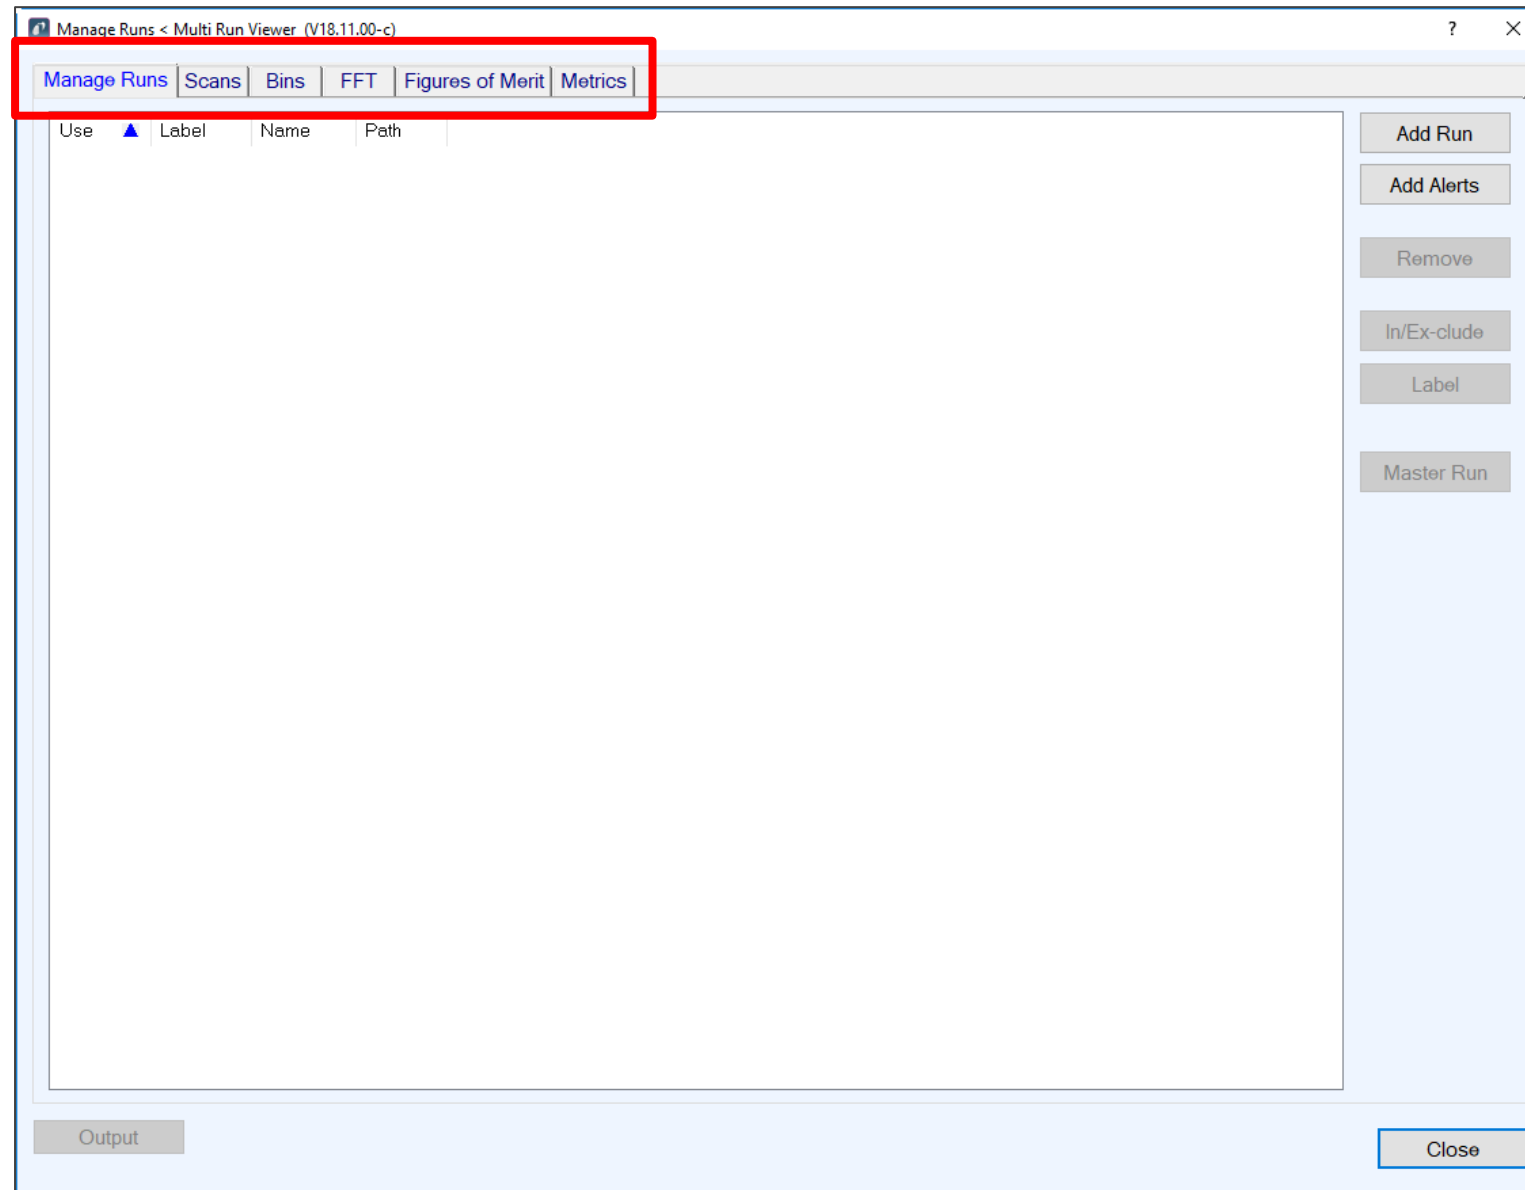 Manage Runs < Multi Run Viewer (V18.11.00-c) ?
Manage Runs Scans Bins FFT Figures of Merit Metrics
Use Label Name Path
Add Run
Add Alerts
Remove
In/Ex-clude
Label
Master Run
Output
Close